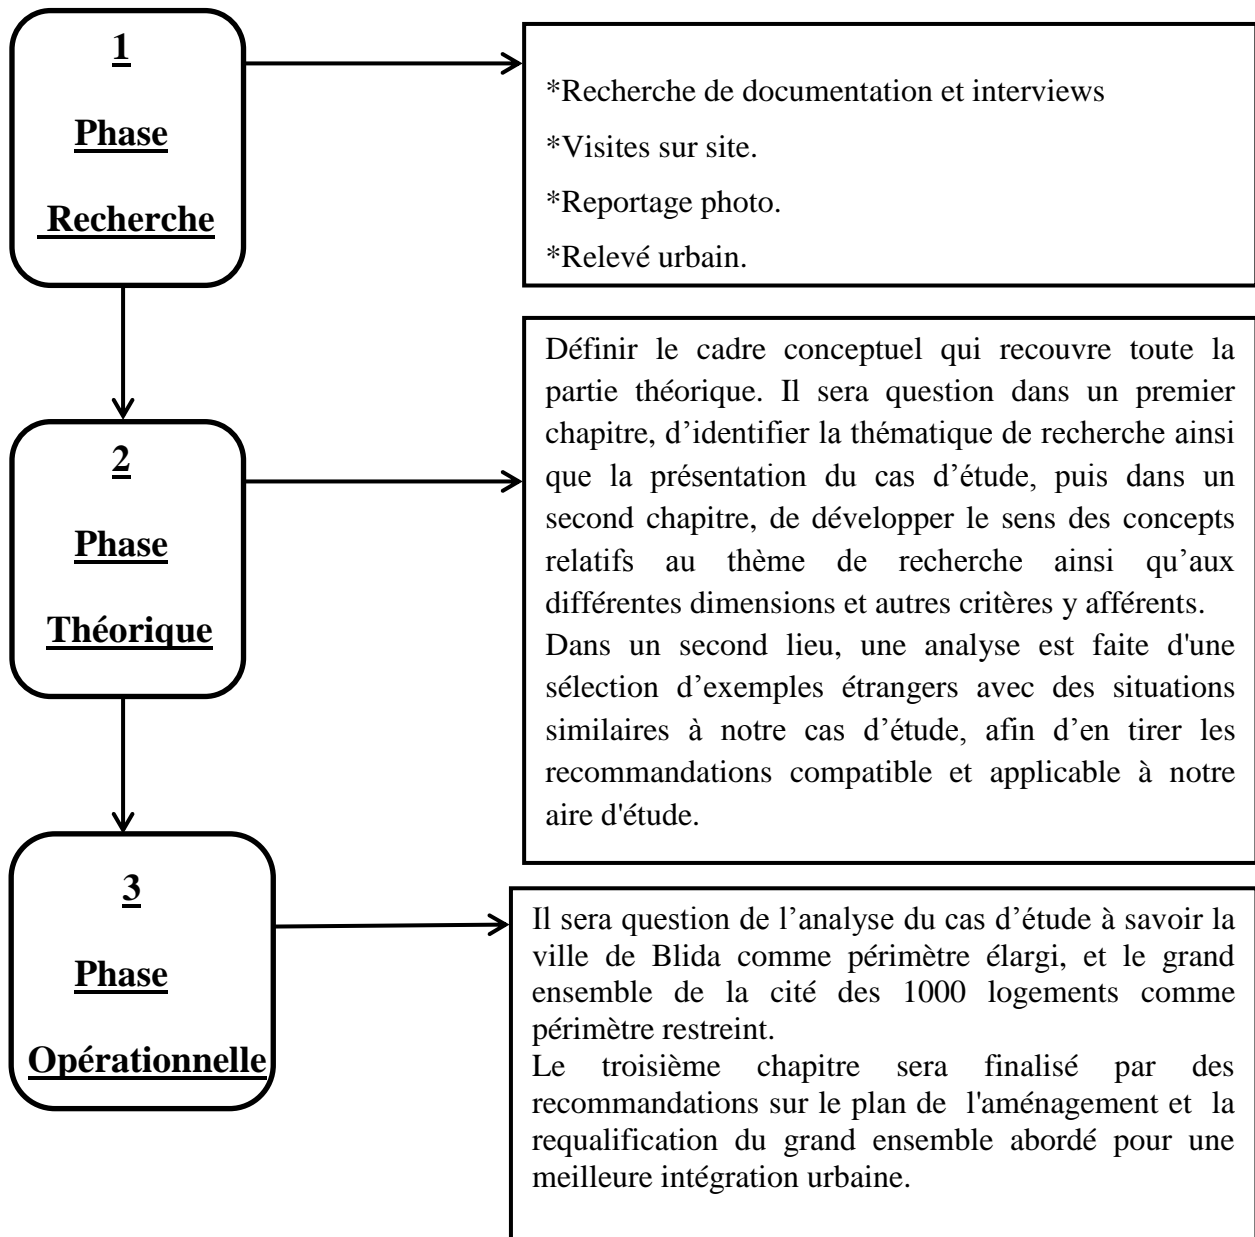 1
Phase
Recherche
*Recherche de documentation et interviews
*Visites sur site.
*Reportage photo.
*Relevé urbain.
2
Phase
Théorique
Définir le cadre conceptuel qui recouvre toute la
partie théorique. Il sera question dans un premier
chapitre, d’identifier la thématique de recherche ainsi
que la présentation du cas d’étude, puis dans un
second chapitre, de développer le sens des concepts
relatifs au thème de recherche ainsi qu’aux
différentes dimensions et autres critères y afférents.
Dans un second lieu, une analyse est faite d'une
sélection d’exemples étrangers avec des situations
similaires à notre cas d’étude, afin d’en tirer les
recommandations compatible et applicable à notre
aire d'étude.
3
Phase
Opérationnelle
Il sera question de l’analyse du cas d’étude à savoir la
ville de Blida comme périmètre élargi, et le grand
ensemble de la cité des 1000 logements comme
périmètre restreint.
Le troisième chapitre sera finalisé par des
recommandations sur le plan de l'aménagement et la
requalification du grand ensemble abordé pour une
meilleure intégration urbaine.